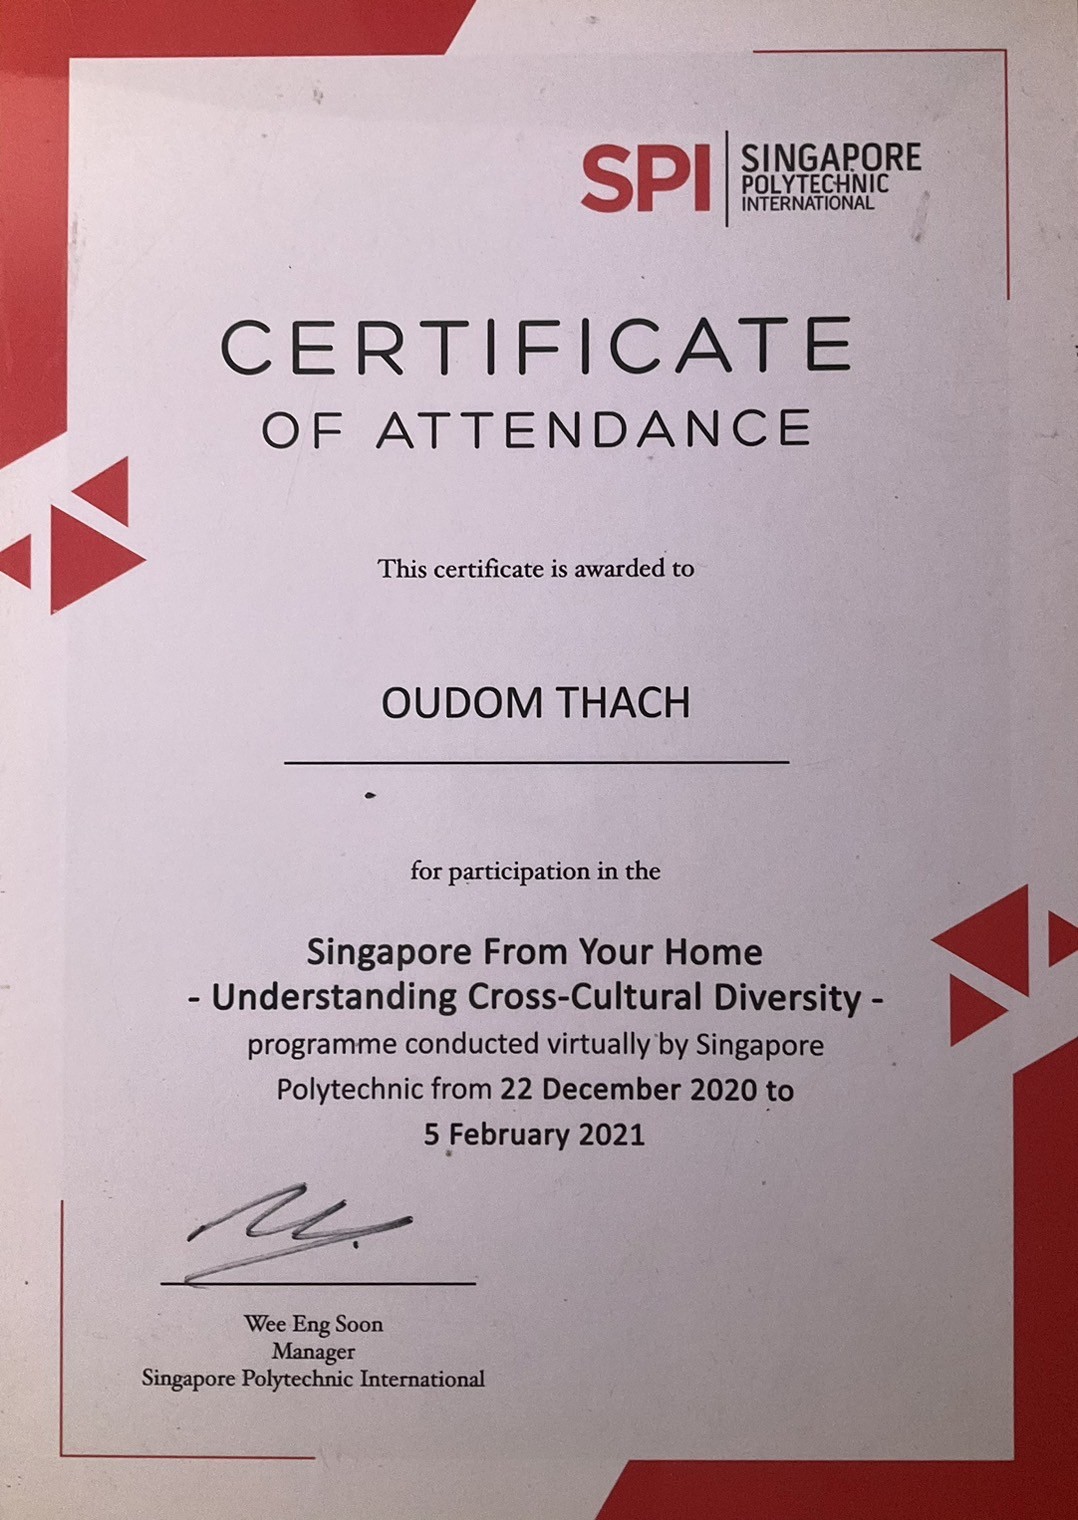 SPI
SINGAPORE
POLYTECHNIC
INTERNATIONAL
CERTIFICATE
OF ATTENDANCE
This certificate is awarded to
OUDOM THACH
for participation in the
Singapore From Your Home
- Understanding Cross-Cultural Diversity -
programme conducted virtually by Singapore
Polytechnic from 22 December 2020 to
5 February 2021
Wee Eng Soon
Manager
Singapore Polytechnic International